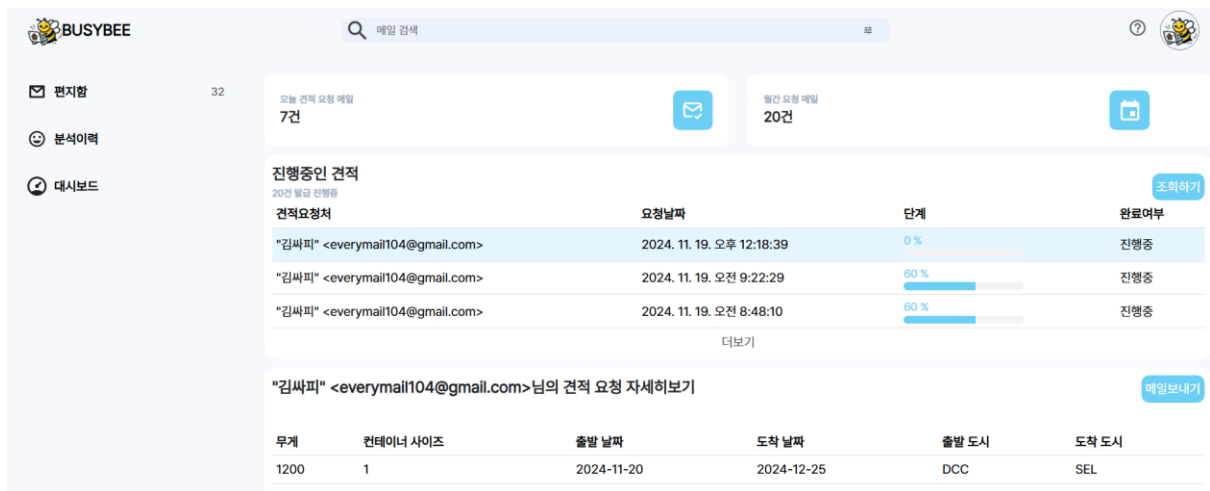 BUSYBEE
메일 검색
편지함 32
분석이력
대시보드
오늘 견적 요청 메일
7건
월간 요청 메일
20건
진행중인 견적
20건 발급 진행중
조회하기
견적요청처 요청날짜 단계 완료여부
"김싸피" <everymail104@gmail.com> 2024. 11. 19. 오후 12:18:39 0 % 진행중
"김싸피" <everymail104@gmail.com> 2024. 11. 19. 오전 9:22:29 60 % 진행중
"김싸피" <everymail104@gmail.com> 2024. 11. 19. 오전 8:48:10 60 % 진행중
더보기
"김싸피" <everymail104@gmail.com>님의 견적 요청 자세히보기
메일보내기
무게 컨테이너 사이즈 출발 날짜 도착 날짜 출발 도시 도착 도시
1200 1 2024-11-20 2024-12-25 DCC SEL